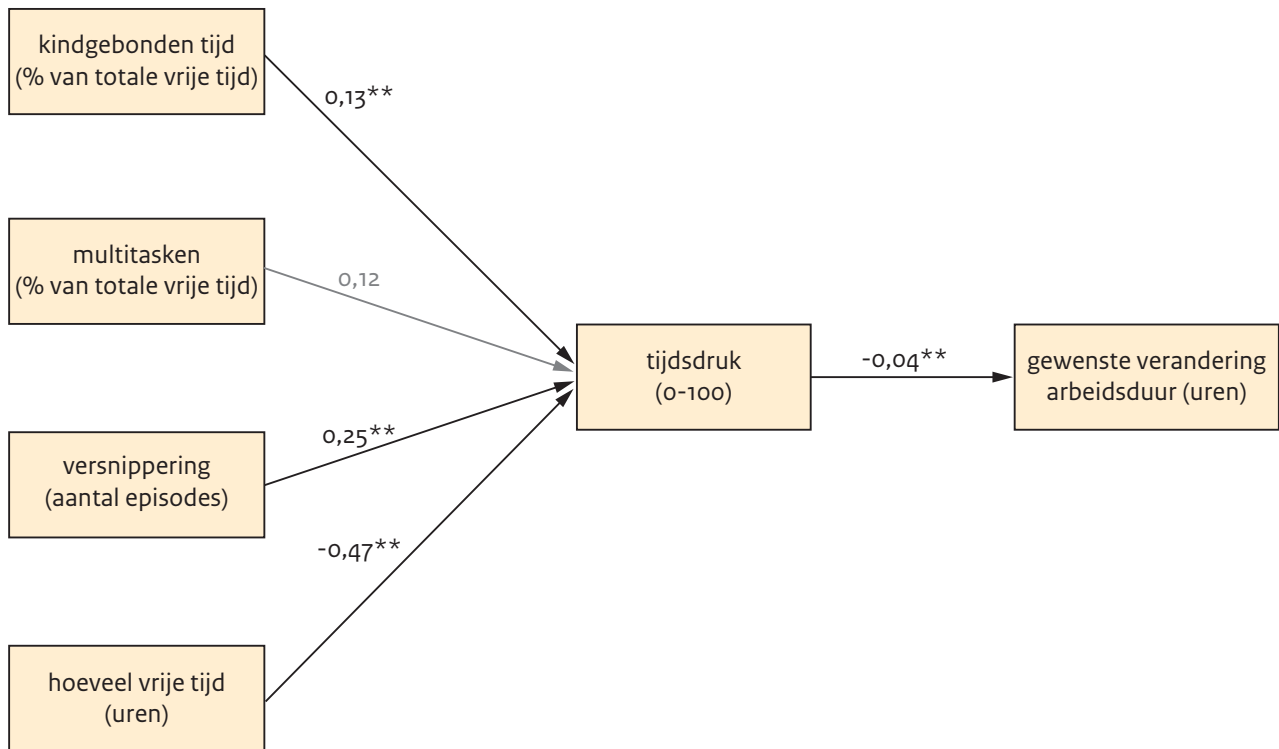 kindgebonden tijd
(% van totale vrije tijd)
0,13**
multitasken
(% van totale vrije tijd)
0,12
tijdsdruk
(0-100)
-0,04**
gewenste verandering
arbeidsduur (uren)
0,25**
versnippering
(aantal episodes)
-0,47**
hoeveel vrije tijd
(uren)